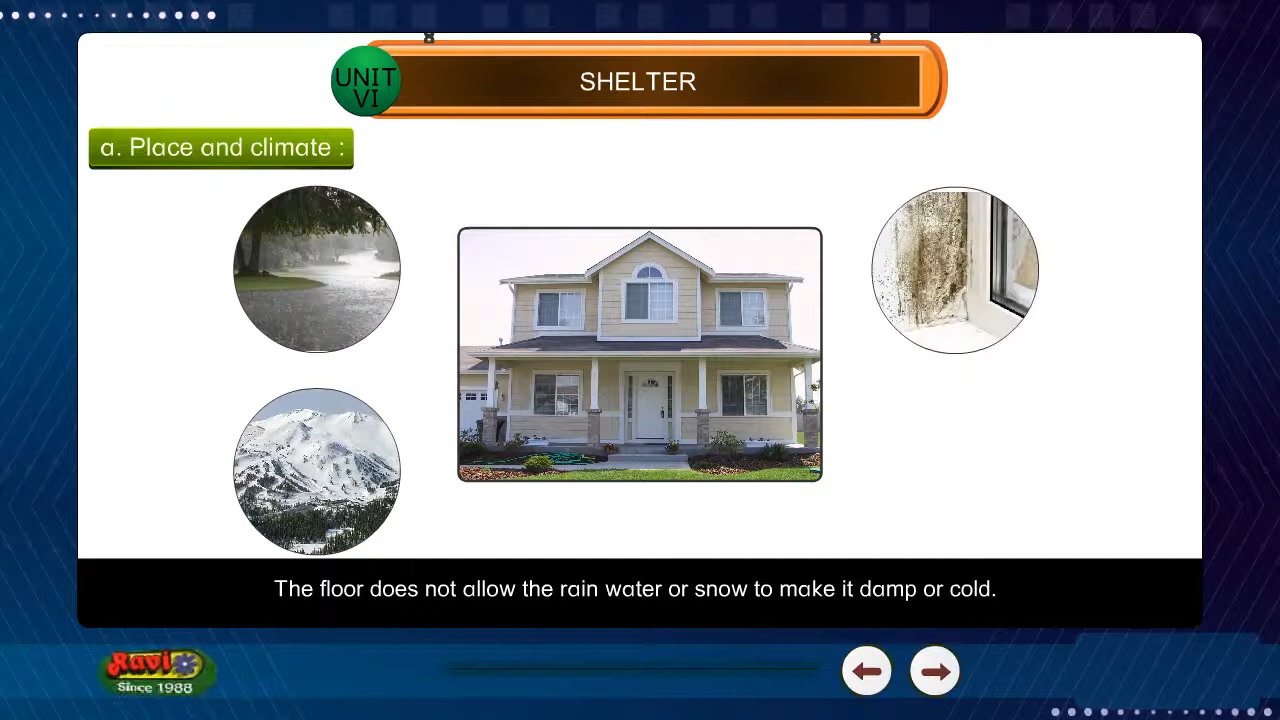 UNIT
VI
SHELTER
a. Place and climate :
The floor does not allow the rain water or snow to make it damp or cold.
Ravi
Since 1988